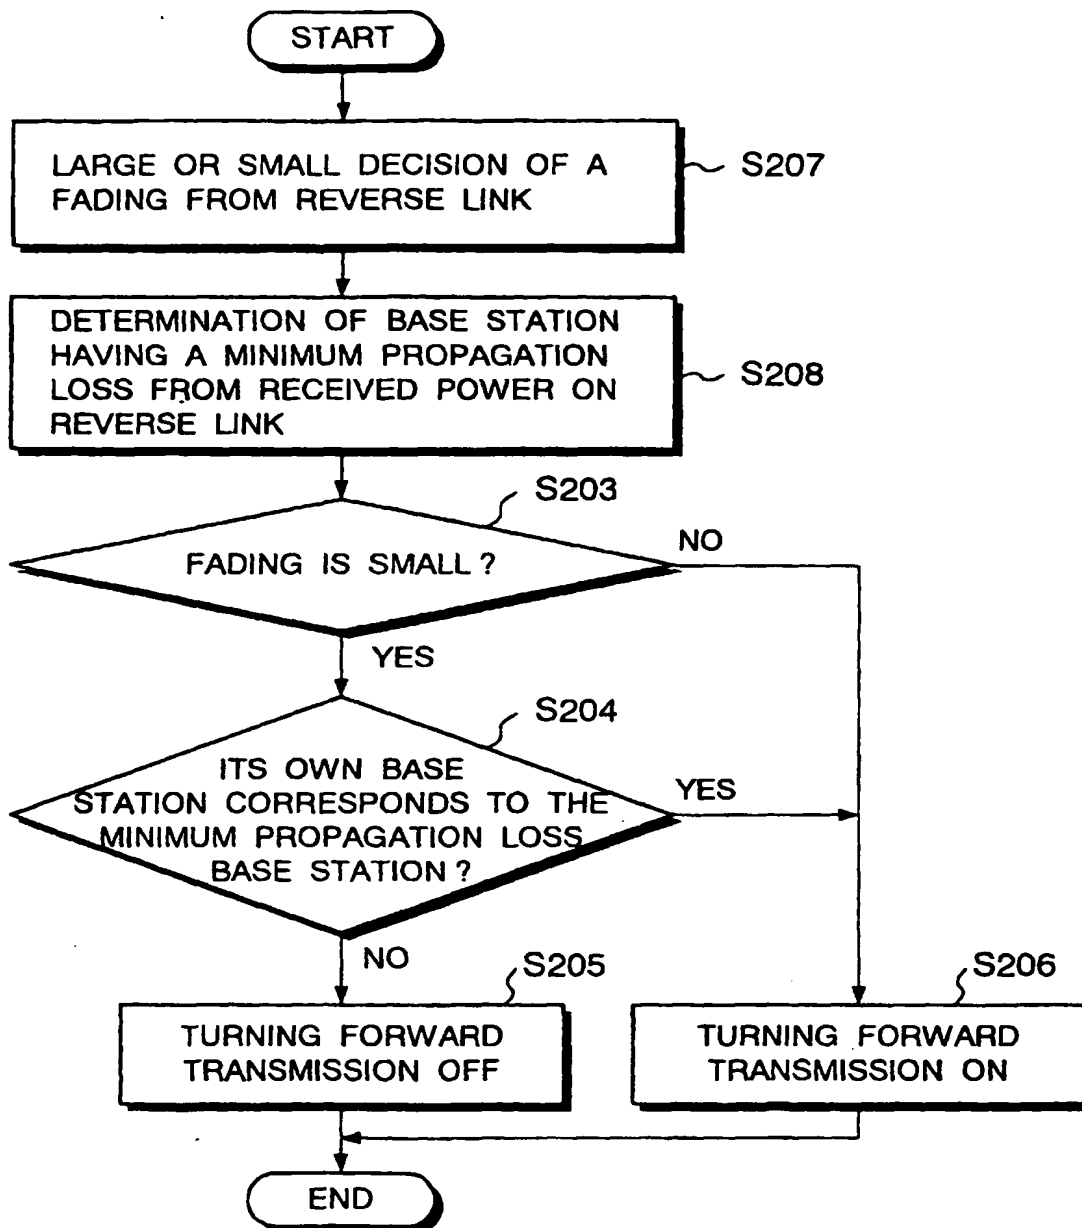 START
LARGE OR SMALL DECISION OF A
FADING FROM REVERSE LINK
S207
DETERMINATION OF BASE STATION
HAVING A MINIMUM PROPAGATION
LOSS FROM RECEIVED POWER ON
REVERSE LINK
S208
S203
FADING IS SMALL ?
NO
YES
S204
ITS OWN BASE
STATION CORRESPONDS TO THE
MINIMUM PROPAGATION LOSS
BASE STATION ?
YES
NO
S205
TURNING FORWARD
TRANSMISSION OFF
S206
TURNING FORWARD
TRANSMISSION ON
END